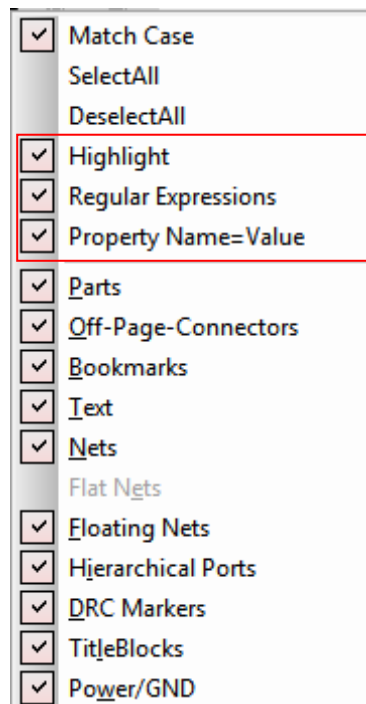 Match Case
SelectAll
DeselectAll
Highlight
Regular Expressions
Property Name=Value
Parts
Off-Page-Connectors
Bookmarks
Text
Nets
Flat Nets
Floating Nets
Hierarchical Ports
DRC Markers
TitleBlocks
Power/GND